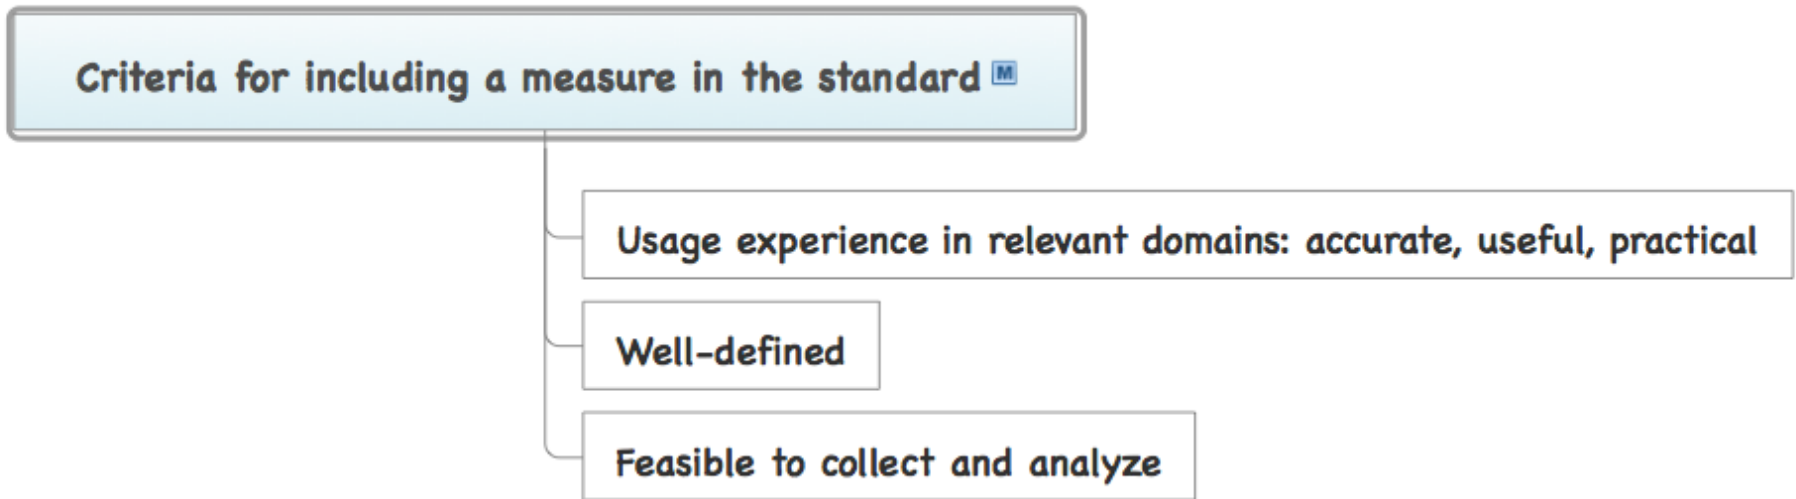 Criteria for including a measure in the standard M
Usage experience in relevant domains: accurate, useful, practical
Well-defined
Feasible to collect and analyze